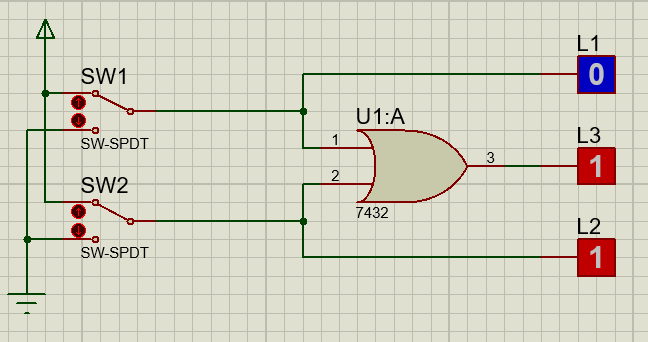 L1
0
SW1
SW-SPDT
U1:A
1
2
3
7432
L3
1
SW2
SW-SPDT
L2
1